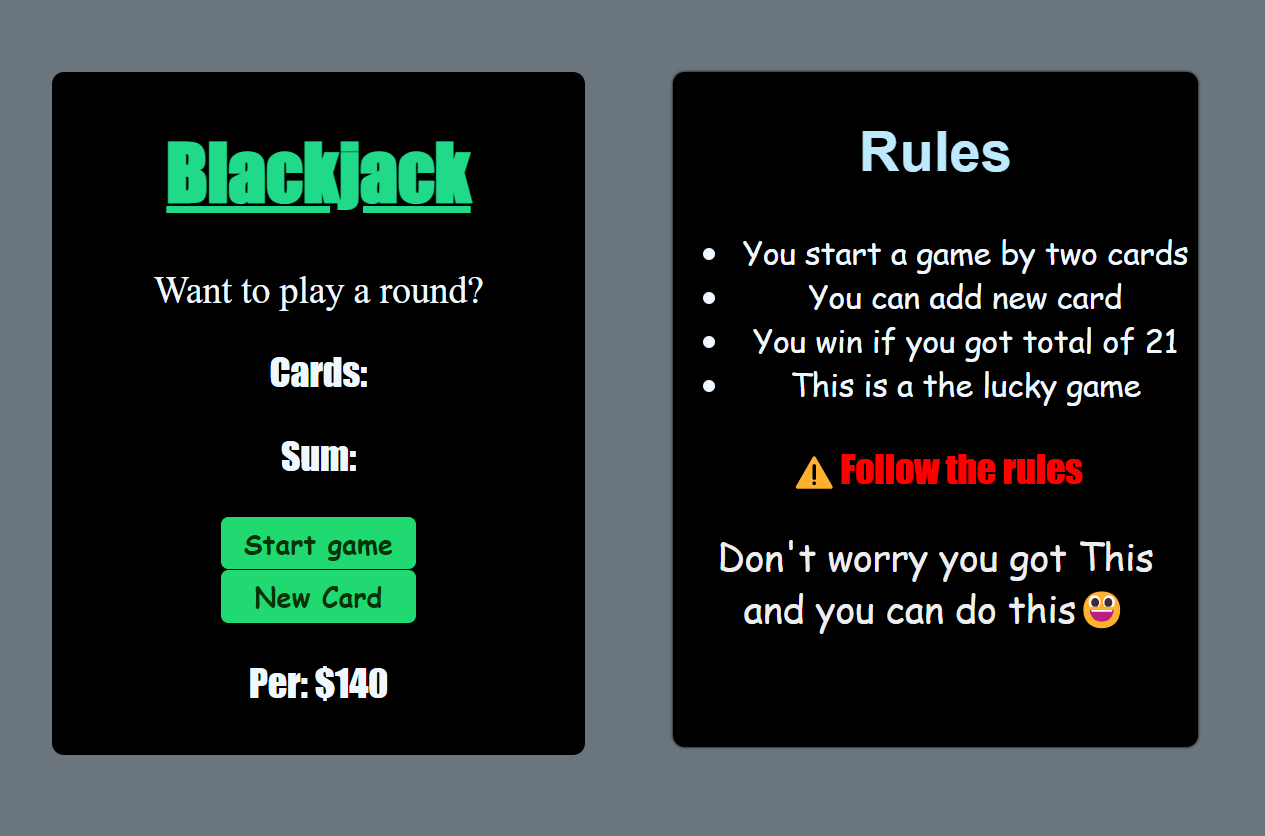 Blackjack
Want to play a round?
Cards:
Sum:
Start game
New Card
Per: $140
Rules
You start a game by two cards
You can add new card
You win if you got total of 21
This is a the lucky game
⚠️ Follow the rules
Don't worry you got This
and you can do this😃